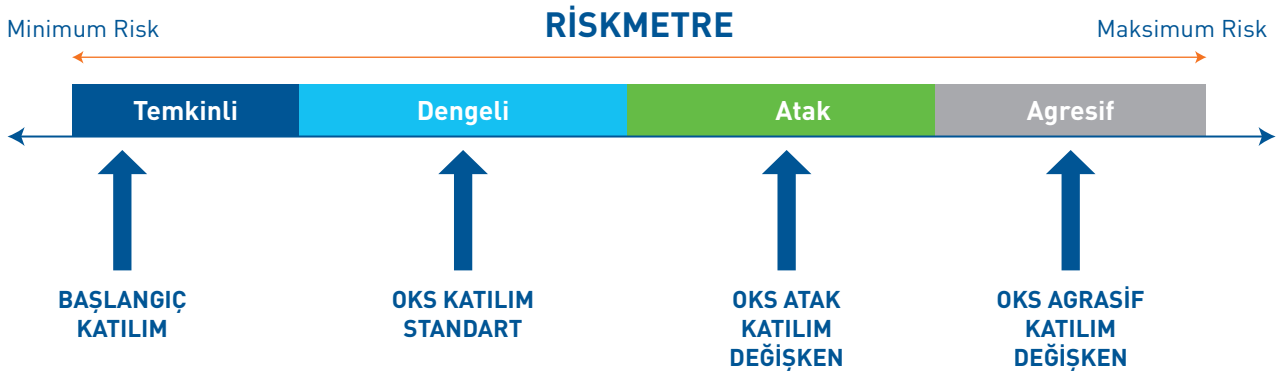 RİSKMETRE
Minimum Risk
Maksimum Risk
Temkinli
Dengeli
Atak
Agresif
BAŞLANGIÇ
KATILIM
OKS KATILIM
STANDART
OKS ATAK
KATILIM
DEĞİŞKEN
OKS AGRASİF
KATILIM
DEĞİŞKEN